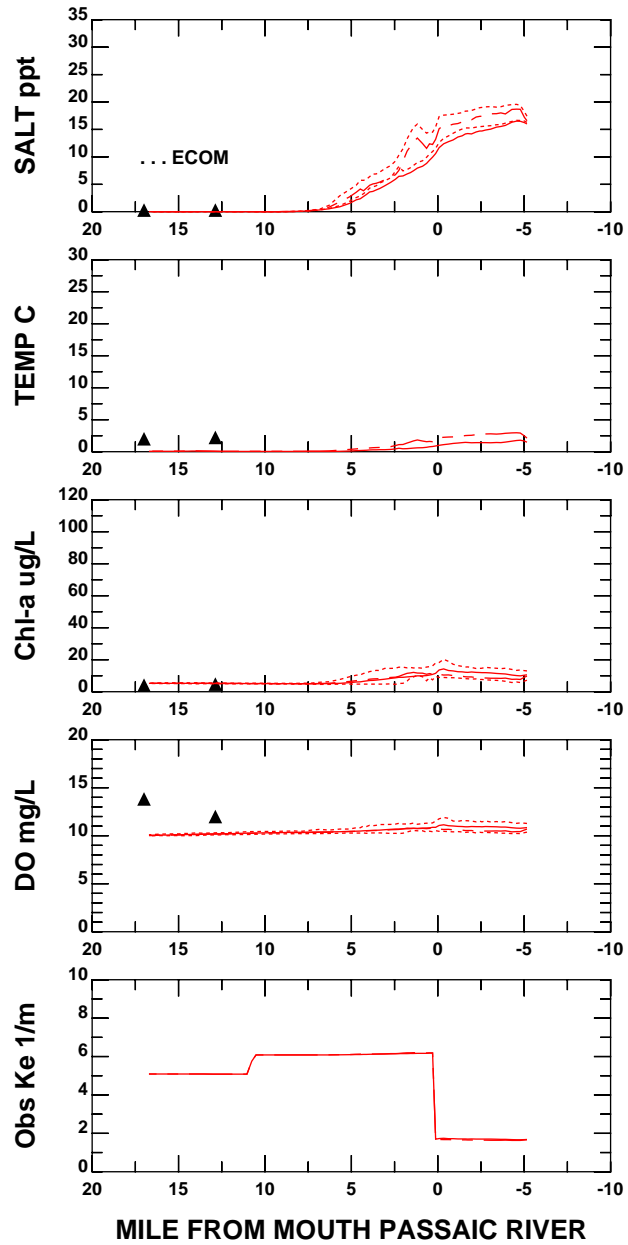 SALT ppt
35
30
25
20
15
10
5
0
. . . ECOM
20 15 10 5 0 -5 -10
TEMP C
30
25
20
15
10
5
0
20 15 10 5 0 -5 -10
Chl-a ug/L
120
100
80
60
40
20
0
20 15 10 5 0 -5 -10
DO mg/L
20
15
10
5
0
20 15 10 5 0 -5 -10
Obs Ke 1/m
10
8
6
4
2
0
20 15 10 5 0 -5 -10
MILE FROM MOUTH PASSAIC RIVER